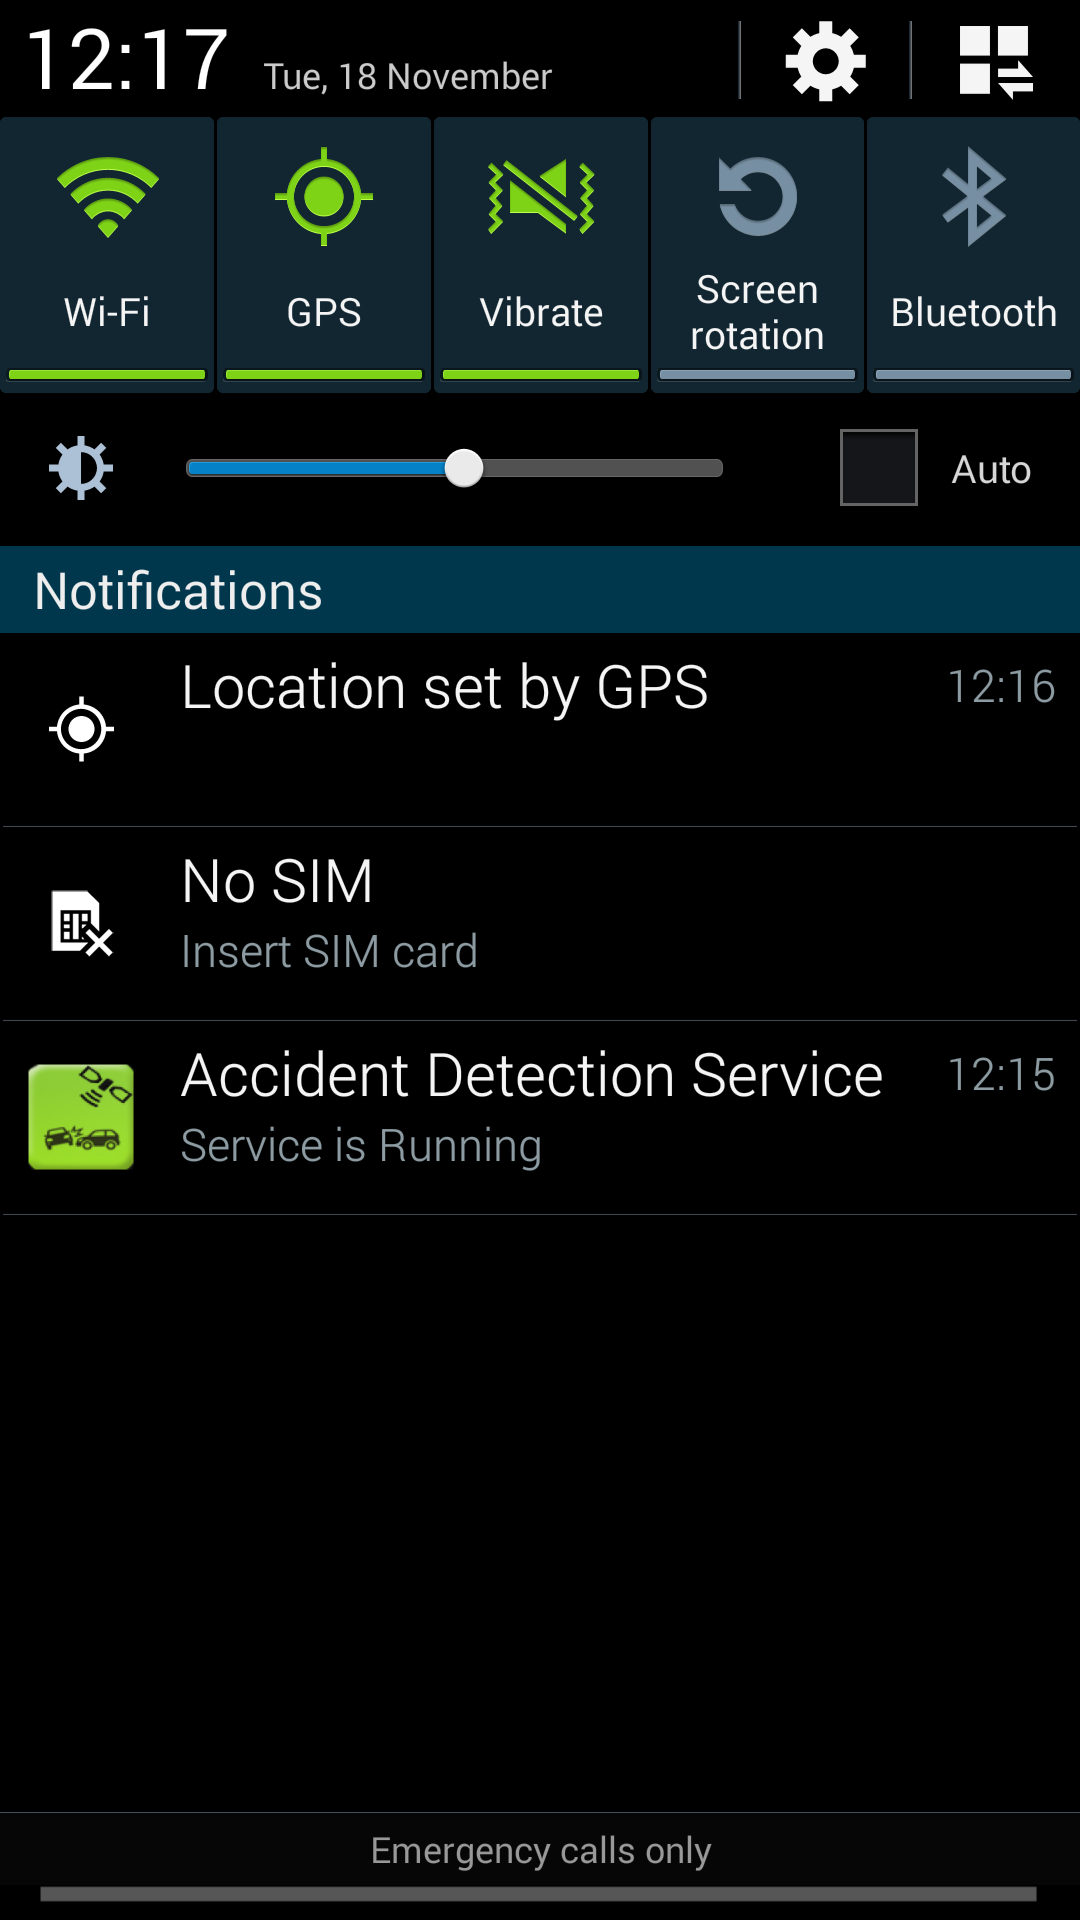 12:17 Tue, 18 November
Wi-Fi GPS Vibrate Screen rotation Bluetooth
Auto
Notifications
Location set by GPS 12:16
No SIM
Insert SIM card
Accident Detection Service 12:15
Service is Running
Emergency calls only